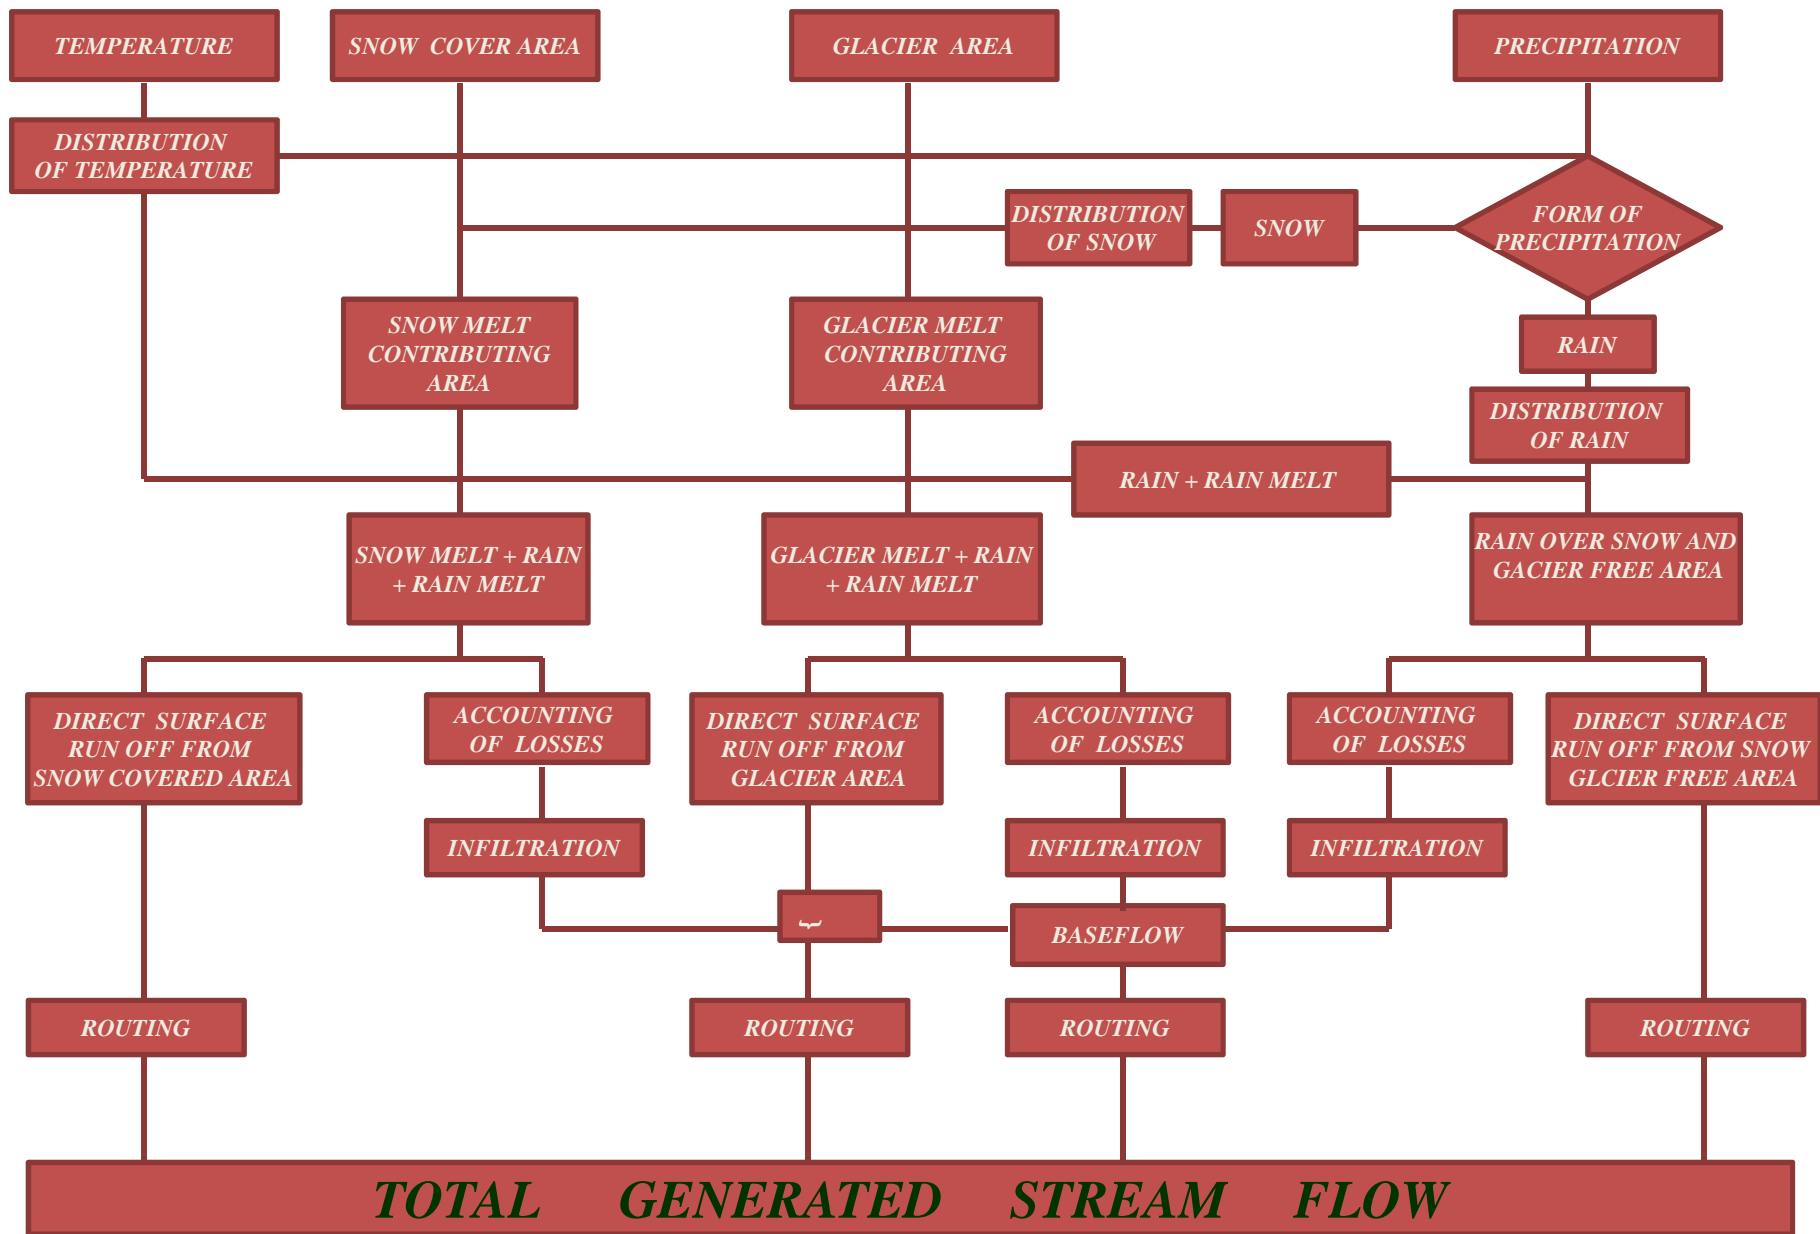 TEMPERATURE
SNOW COVER AREA
GLACIER AREA
PRECIPITATION
DISTRIBUTION
OF TEMPERATURE
DISTRIBUTION
OF SNOW
SNOW
FORM OF
PRECIPITATION
SNOW MELT
CONTRIBUTING
AREA
GLACIER MELT
CONTRIBUTING
AREA
RAIN
DISTRIBUTION
OF RAIN
RAIN + RAIN MELT
SNOW MELT + RAIN
+ RAIN MELT
GLACIER MELT + RAIN
+ RAIN MELT
RAIN OVER SNOW AND
GACIER FREE AREA
DIRECT SURFACE
RUN OFF FROM
SNOW COVERED AREA
ACCOUNTING
OF LOSSES
DIRECT SURFACE
RUN OFF FROM
GLACIER AREA
ACCOUNTING
OF LOSSES
ACCOUNTING
OF LOSSES
DIRECT SURFACE
RUN OFF FROM SNOW
GLCIER FREE AREA
INFILTRATION
INFILTRATION
INFILTRATION
BASEFLOW
ROUTING
ROUTING
ROUTING
ROUTING
TOTAL GENERATED STREAM FLOW